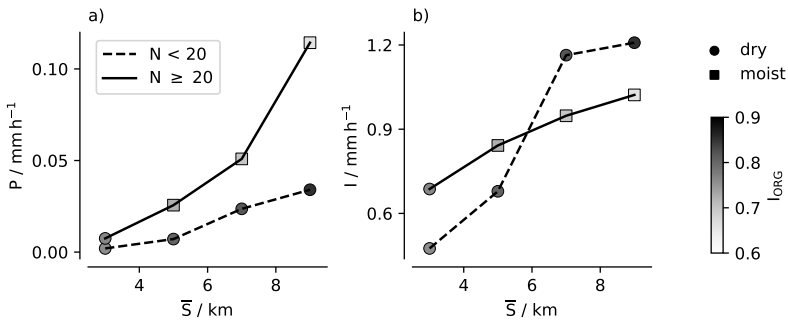 a)
N < 20
N ≥ 20
0.10
0.05
0.00
P / mm h⁻¹
4 6 8
S̅ / km
b)
1.2
0.9
0.6
I / mm h⁻¹
4 6 8
S̅ / km
dry
moist
0.9
0.8
0.7
0.6
I_ORG